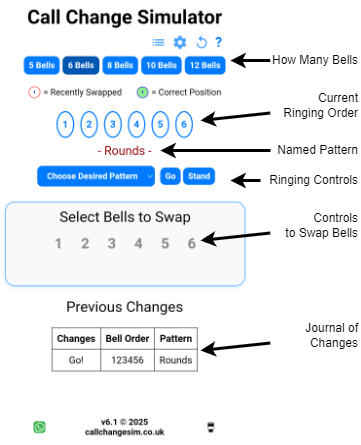 Call Change Simulator
?
5 Bells 6 Bells 8 Bells 10 Bells 12 Bells
How Many Bells
1 = Recently Swapped 1 = Correct Position
Current
Ringing Order
1 2 3 4 5 6
- Rounds -
Named Pattern
Choose Desired Pattern Go Stand
Ringing Controls
Select Bells to Swap
1 2 3 4 5 6
Controls
to Swap Bells
Previous Changes
Changes Bell Order Pattern
Go! 123456 Rounds
Journal of
Changes
v6.1 © 2025
callchangesim.co.uk